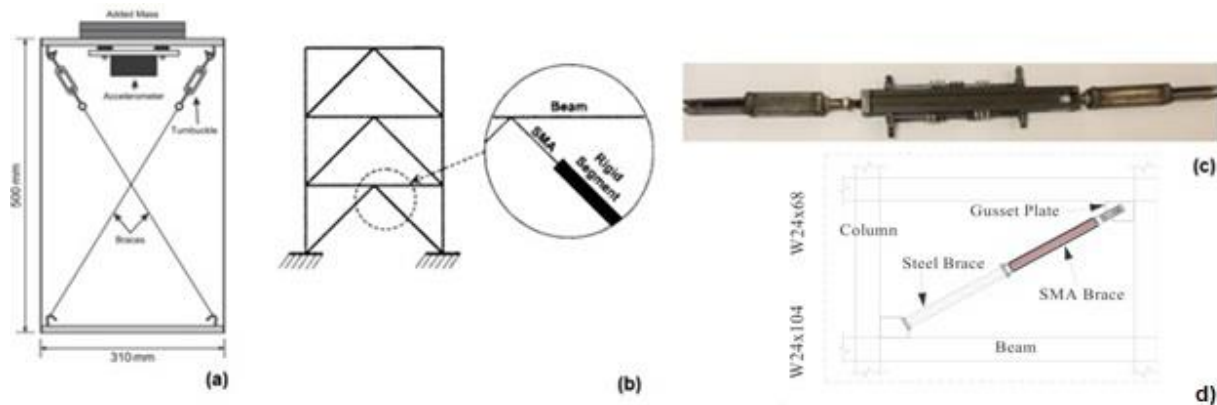 Added Mass
Accelerometer
Turnbuckle
500 mm
Braces
310 mm
(a)
Beam
SMA
Rigid
Segment
(b)
(c)
Gusset Plate
W24x68
Column
Steel Brace
SMA Brace
W24x104
Beam
d)